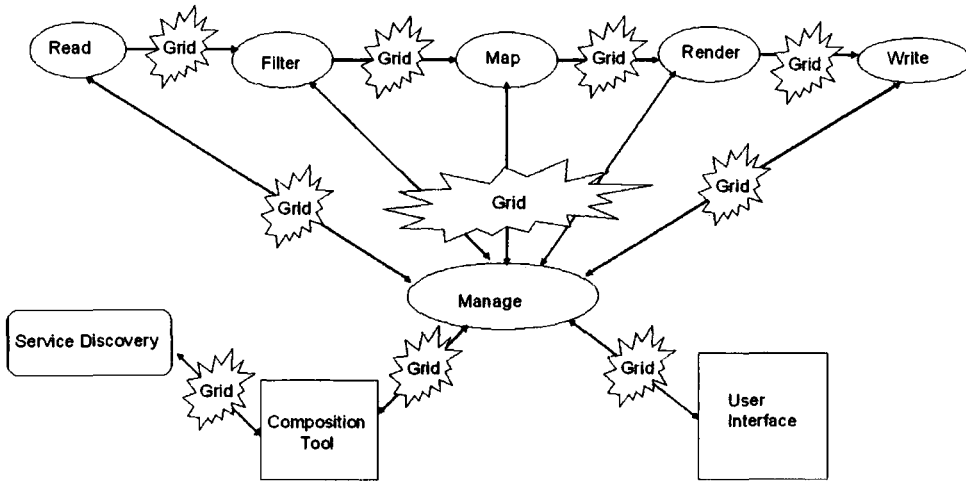 Read
Grid
Filter
Grid
Map
Grid
Render
Grid
Write
Grid
Grid
Grid
Manage
Service Discovery
Grid
Grid
Grid
Composition
Tool
User
Interface